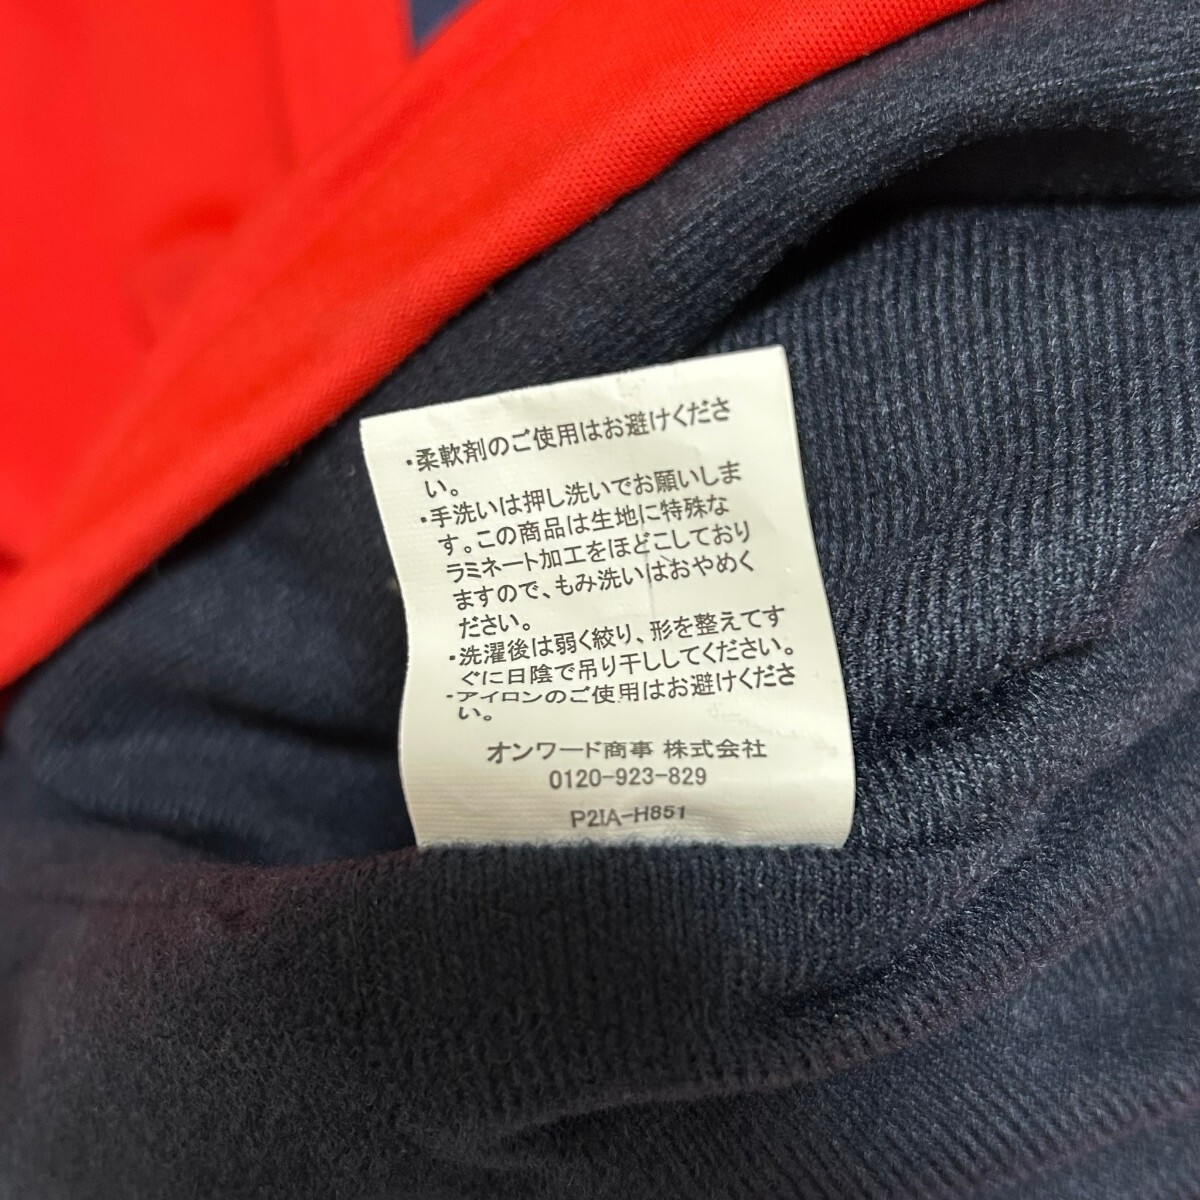 ・柔軟剤のご使用はお避けくださ
い。
・手洗いは押し洗いでお願いしま
す。この商品は生地に特殊な
ラミネート加工をほどこしており
ますので、もみ洗いはおやめく
ださい。
・洗濯後は弱く絞り、形を整えてす
ぐに日陰で吊り干ししてください。
・アイロンのご使用はお避けくださ
い。
オンワード商事 株式会社
0120-923-829
P2IA-H851